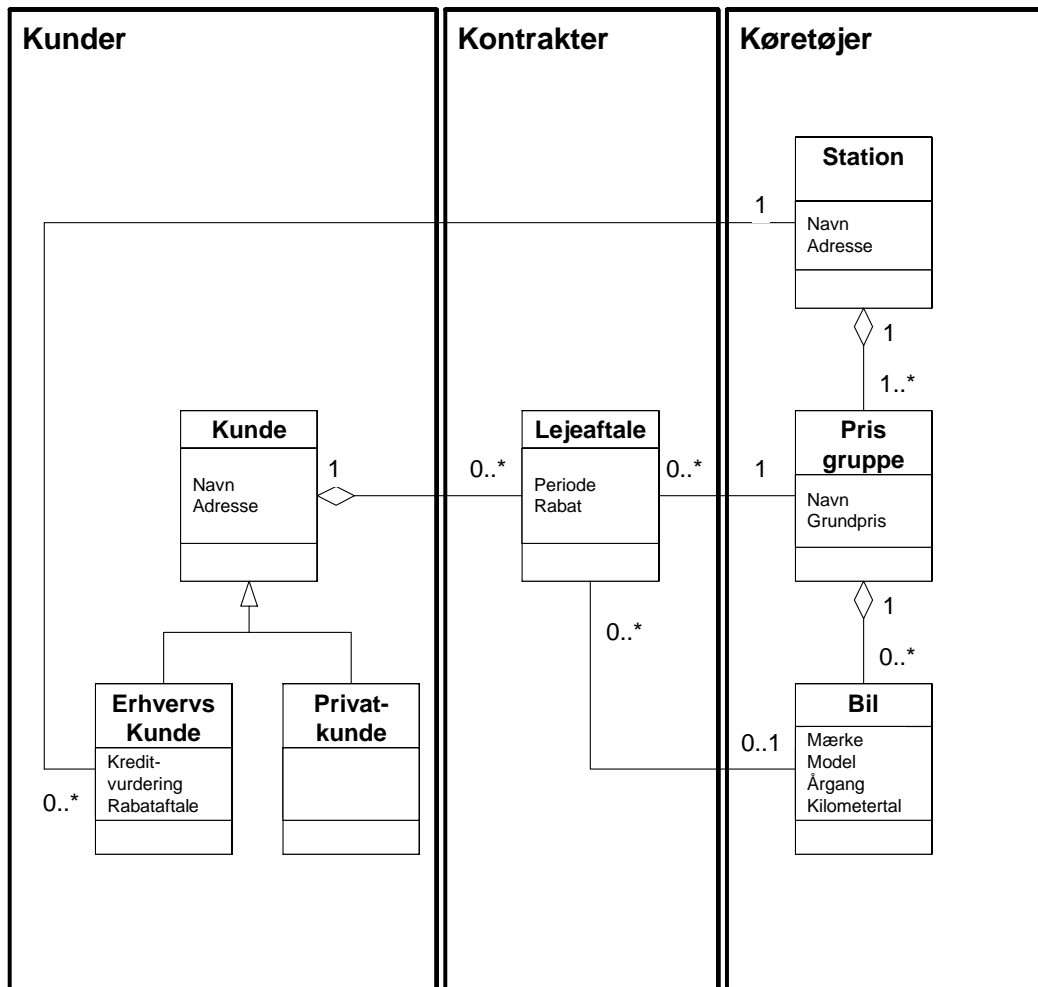 Kunder
Kontrakter
Køretøjer
Station
1
Navn
Adresse
1
1..*
Kunde
Lejeaftale
Pris
gruppe
1
0..*
0..*
1
Navn
Adresse
Periode
Rabat
Navn
Grundpris
1
0..*
0..*
Erhvervs
Kunde
Privat-
kunde
Bil
0..1
Kredit-
vurdering
Rabataftale
Mærke
Model
Årgang
Kilometertal
0..*